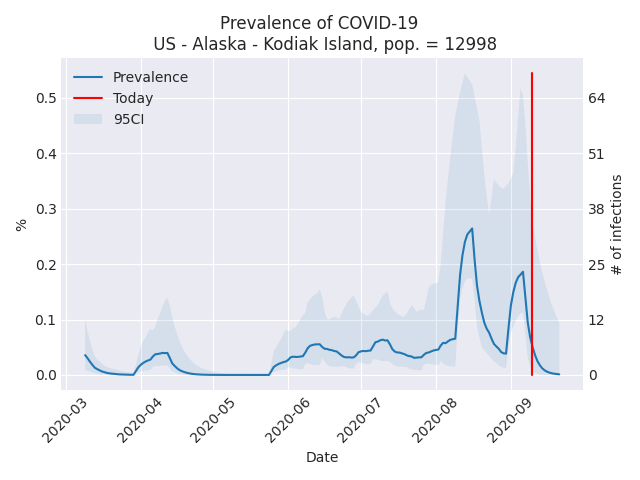 Prevalence of COVID-19
US - Alaska - Kodiak Island, pop. = 12998
Prevalence
Today
95CI
%
0.5
0.4
0.3
0.2
0.1
0.0
64
51
38
25
12
0
# of infections
2020-03
2020-04
2020-05
2020-06
2020-07
2020-08
2020-09
Date